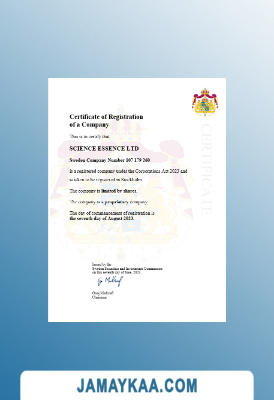 Certificate of Registration
of a Company
This is to certify that
SCIENCE ESSENCE LTD
Sweden Company Number 107 179 260
Is a registered company under the Corporations Act 2023 and
is taken to be registered in Stockholm.
The company is limited by shares.
The company is a proprietary company.
The day of commencement of registration is
the seventh day of August 2023.
CERTIFICATE
Issued by the
Sweden Securities and Investments Commission
on this seventh day of June, 2023.
Chairman
JAMAYKAA.COM